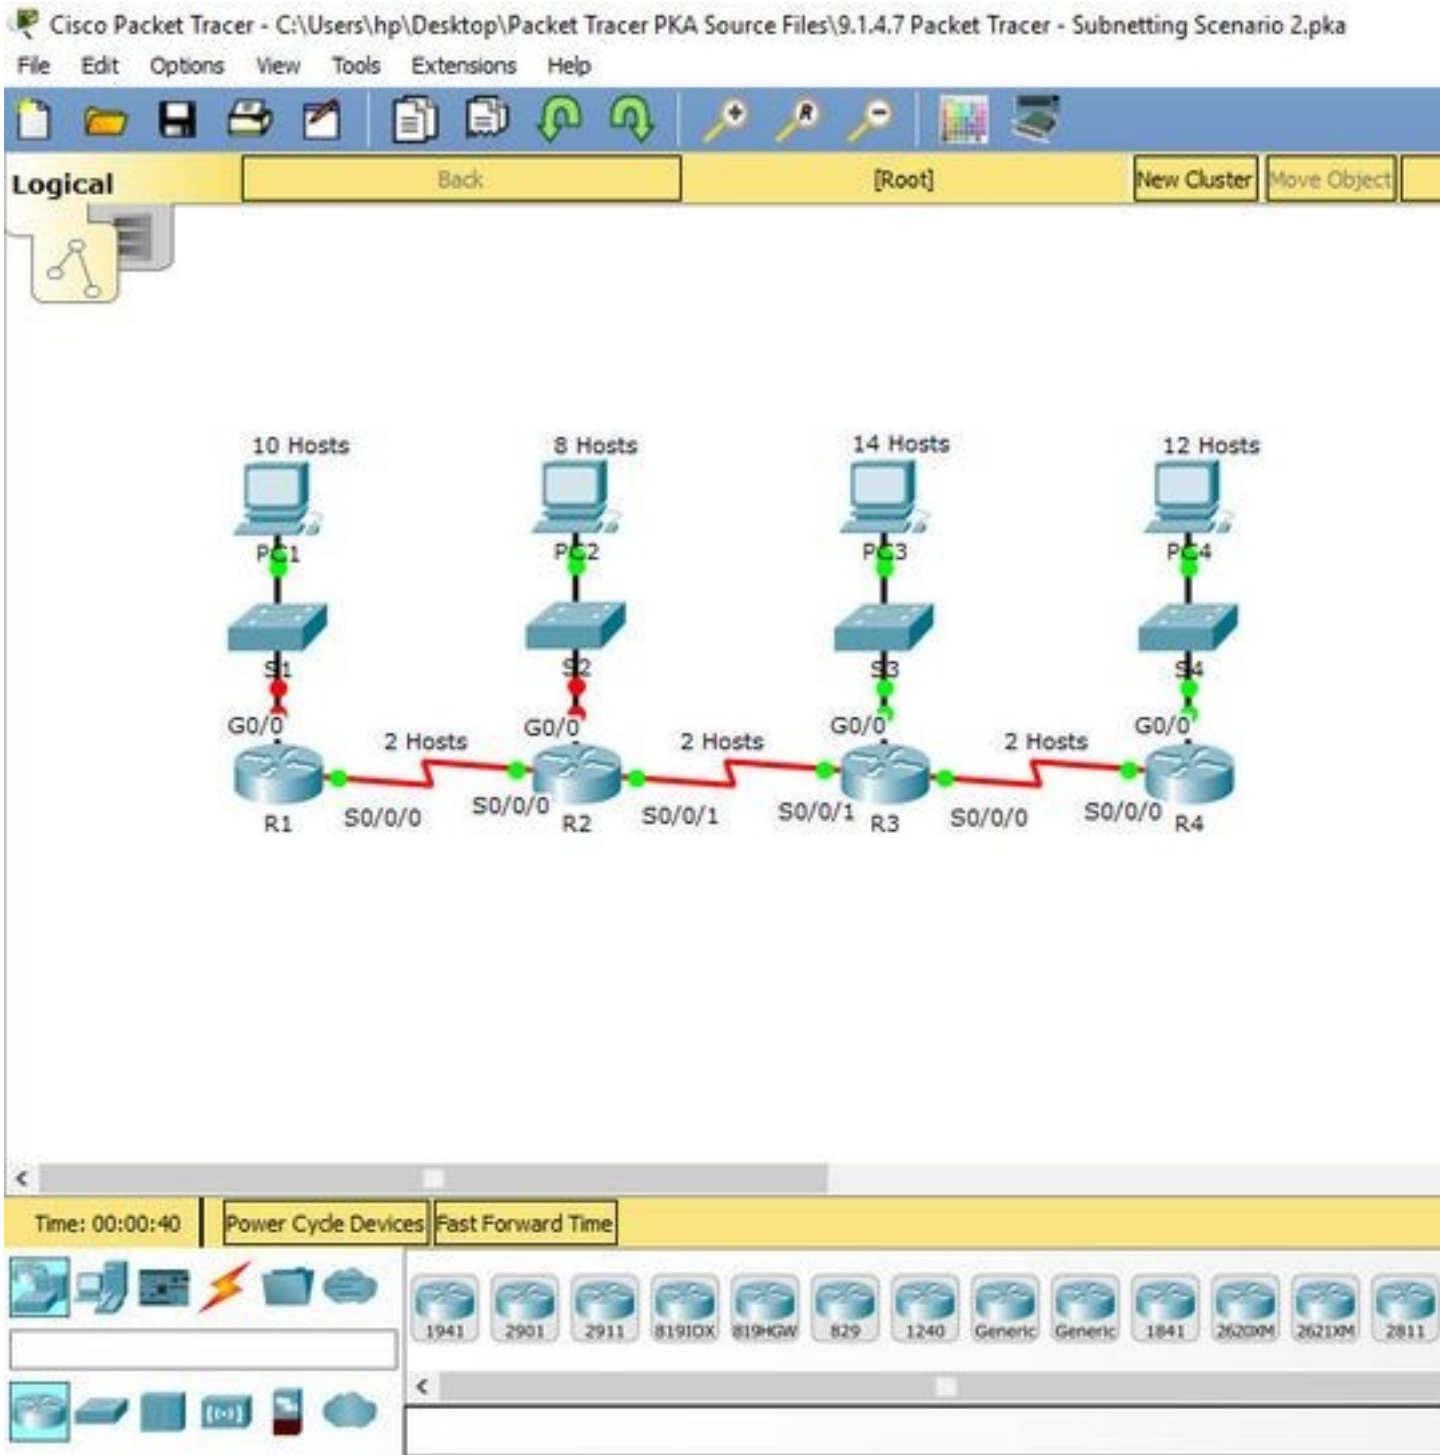 Cisco Packet Tracer - C:\Users\hp\Desktop\Packet Tracer PKA Source Files\9.1.4.7 Packet Tracer - Subnetting Scenario 2.pka
File Edit Options View Tools Extensions Help
R
Logical Back [Root] New Cluster Move Object
10 Hosts 8 Hosts 14 Hosts 12 Hosts
PC1 PC2 PC3 PC4
S1 S2 S3 S4
G0/0 G0/0 G0/0 G0/0
2 Hosts 2 Hosts 2 Hosts
S0/0/0 S0/0/0 S0/0/1 S0/0/1 S0/0/0 S0/0/0
R1 R2 R3 R4
Time: 00:00:40 Power Cycle Devices Fast Forward Time
1941 2901 2911 819IOX 819HGW 829 1240 Generic Generic 1841 2620XM 2621XM 2811